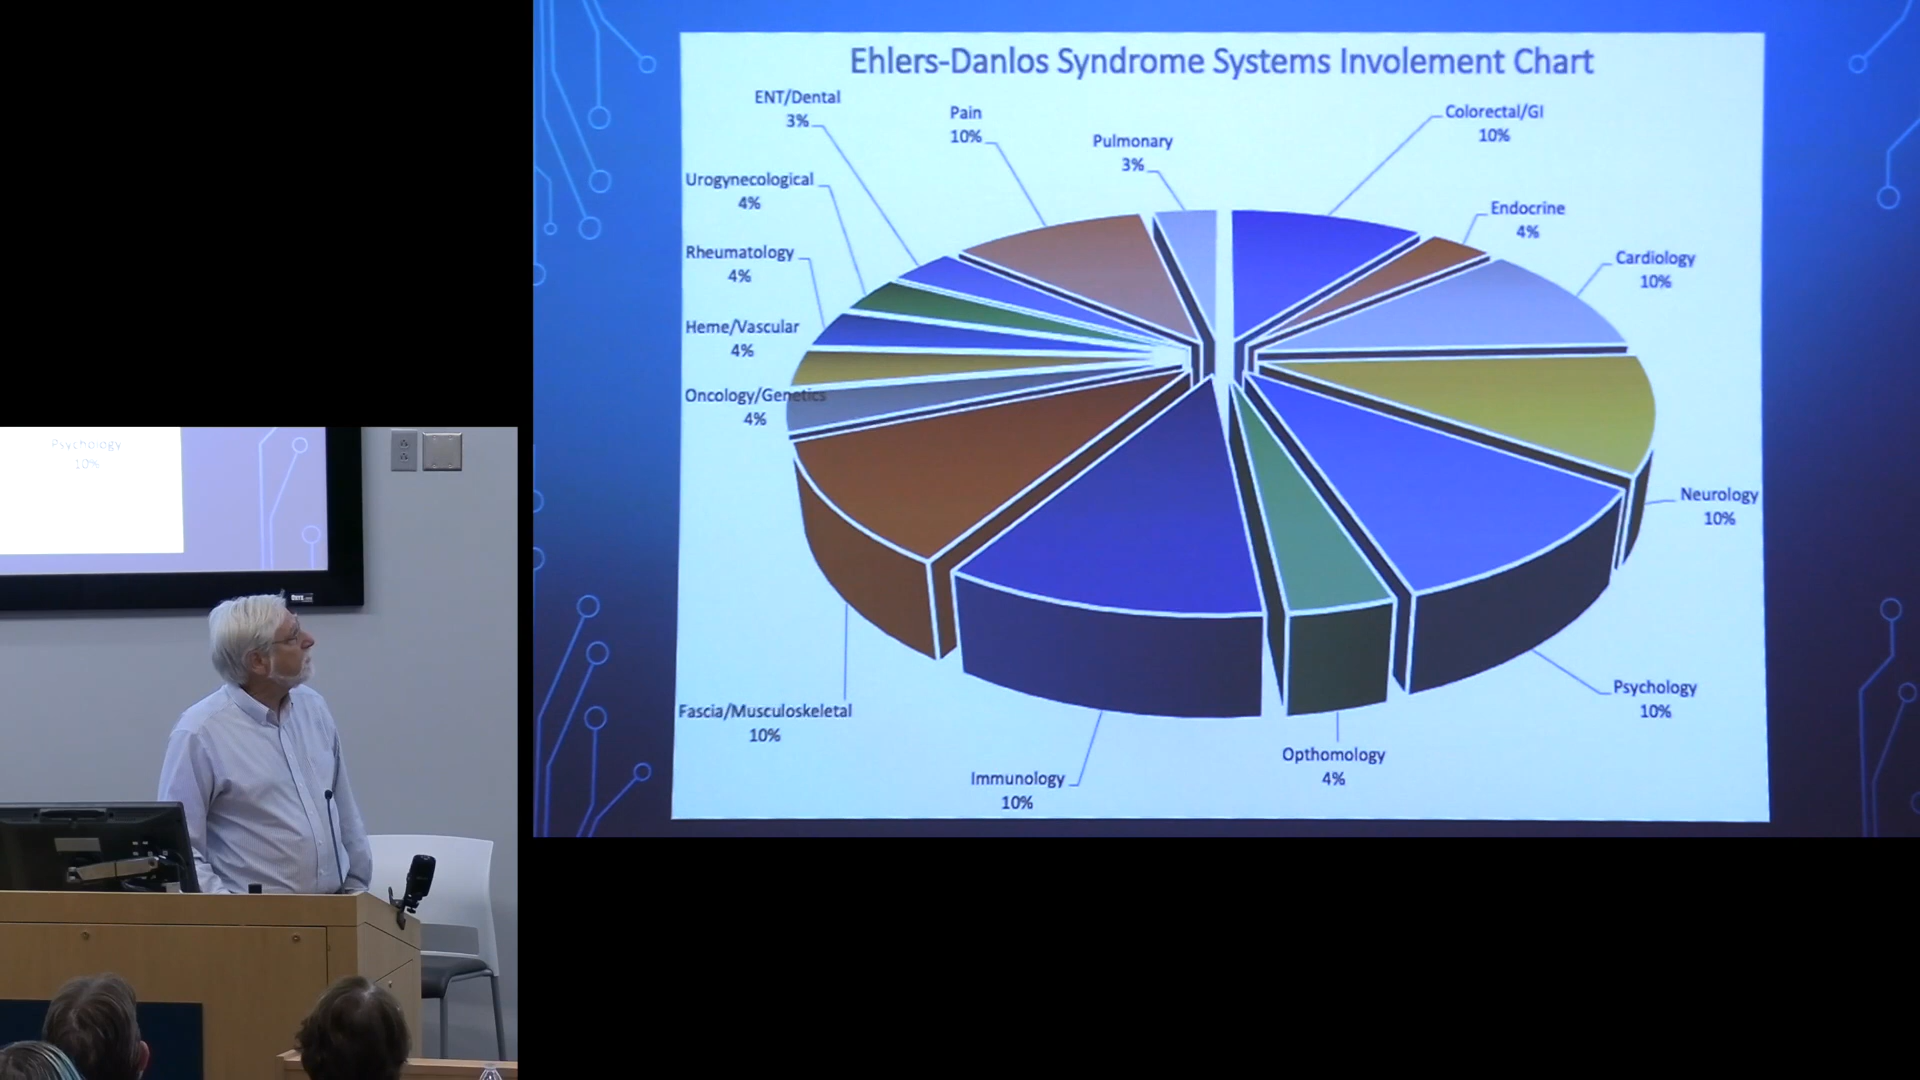 Ehlers-Danlos Syndrome Systems Involement Chart
ENT/Dental
3%
Pain
10%
Pulmonary
3%
Colorectal/GI
10%
Urogynecological
4%
Endocrine
4%
Rheumatology
4%
Cardiology
10%
Heme/Vascular
4%
Oncology/Genetics
4%
Neurology
10%
Fascia/Musculoskeletal
10%
Psychology
10%
Immunology
10%
Opthomology
4%
Psychology
10%